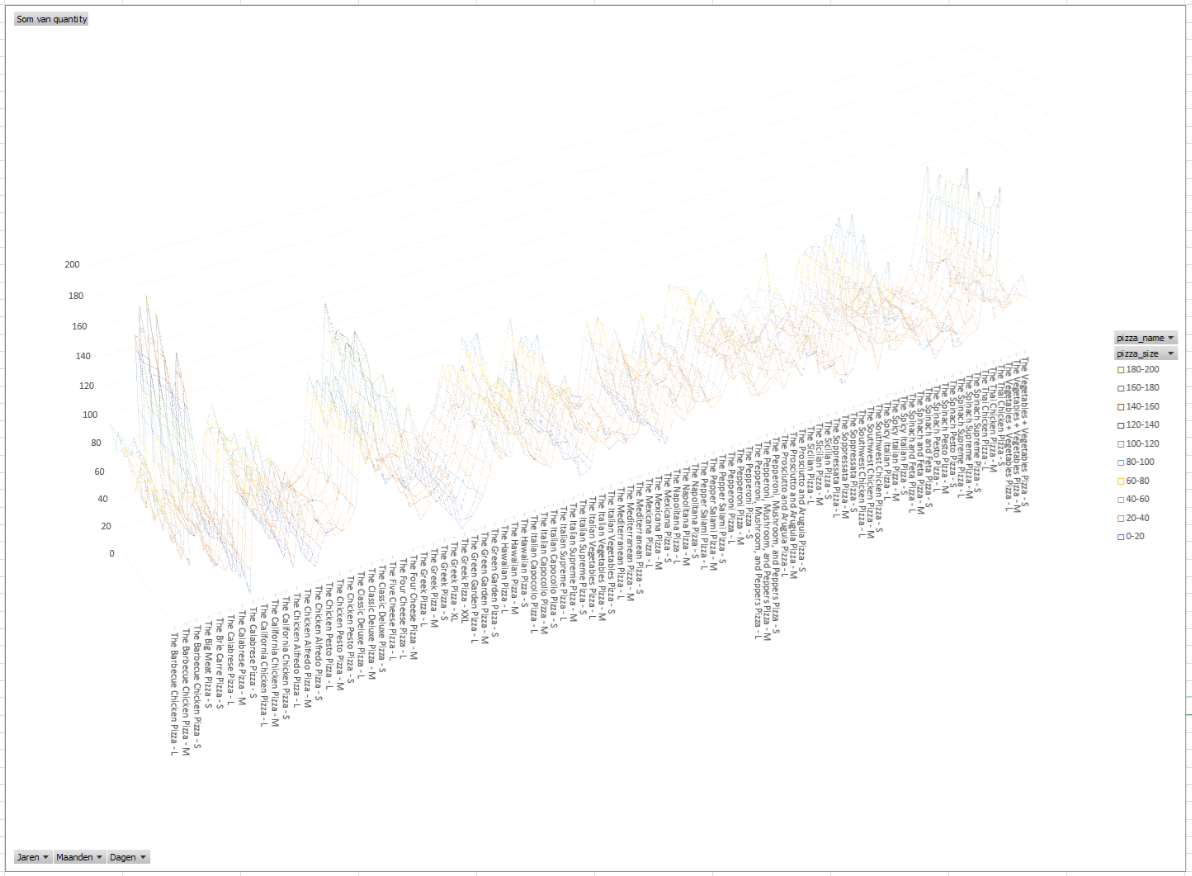 Som van quantity
200
180
160
140
120
100
80
60
40
20
0
The Barbecue Chicken Pizza - L
The Barbecue Chicken Pizza - M
The Barbecue Chicken Pizza - S
The Big Meat Pizza - S
The Brie Carre Pizza - S
The Calabrese Pizza - L
The Calabrese Pizza - M
The Calabrese Pizza - S
The California Chicken Pizza - L
The California Chicken Pizza - M
The California Chicken Pizza - S
The Chicken Alfredo Pizza - L
The Chicken Alfredo Pizza - M
The Chicken Alfredo Pizza - S
The Chicken Pesto Pizza - L
The Chicken Pesto Pizza - M
The Chicken Pesto Pizza - S
The Classic Deluxe Pizza - L
The Classic Deluxe Pizza - M
The Classic Deluxe Pizza - S
The Five Cheese Pizza - L
The Four Cheese Pizza - L
The Four Cheese Pizza - M
The Greek Pizza - L
The Greek Pizza - M
The Greek Pizza - S
The Greek Pizza - XL
The Greek Pizza - XXL
The Green Garden Pizza - L
The Green Garden Pizza - M
The Green Garden Pizza - S
The Hawaiian Pizza - L
The Hawaiian Pizza - M
The Hawaiian Pizza - S
The Italian Capocollo Pizza - L
The Italian Capocollo Pizza - M
The Italian Capocollo Pizza - S
The Italian Supreme Pizza - L
The Italian Supreme Pizza - M
The Italian Supreme Pizza - S
The Italian Vegetables Pizza - L
The Italian Vegetables Pizza - M
The Italian Vegetables Pizza - S
The Mediterranean Pizza - L
The Mediterranean Pizza - M
The Mediterranean Pizza - S
The Mexicana Pizza - L
The Mexicana Pizza - M
The Mexicana Pizza - S
The Napolitana Pizza - L
The Napolitana Pizza - M
The Napolitana Pizza - S
The Pepper Salami Pizza - L
The Pepper Salami Pizza - M
The Pepper Salami Pizza - S
The Pepperoni Pizza - L
The Pepperoni Pizza - M
The Pepperoni Pizza - S
The Pepperoni, Mushroom, and Peppers Pizza - L
The Pepperoni, Mushroom, and Peppers Pizza - M
The Pepperoni, Mushroom, and Peppers Pizza - S
The Prosciutto and Arugula Pizza - L
The Prosciutto and Arugula Pizza - M
The Prosciutto and Arugula Pizza - S
The Sicilian Pizza - L
The Sicilian Pizza - M
The Sicilian Pizza - S
The Soppressata Pizza - L
The Soppressata Pizza - M
The Soppressata Pizza - S
The Southwest Chicken Pizza - L
The Southwest Chicken Pizza - M
The Southwest Chicken Pizza - S
The Spicy Italian Pizza - L
The Spicy Italian Pizza - M
The Spicy Italian Pizza - S
The Spinach and Feta Pizza - L
The Spinach and Feta Pizza - M
The Spinach and Feta Pizza - S
The Spinach Pesto Pizza - L
The Spinach Pesto Pizza - M
The Spinach Pesto Pizza - S
The Spinach Supreme Pizza - L
The Spinach Supreme Pizza - M
The Spinach Supreme Pizza - S
The Thai Chicken Pizza - L
The Thai Chicken Pizza - M
The Thai Chicken Pizza - S
The Vegetables + Vegetables Pizza - L
The Vegetables + Vegetables Pizza - M
The Vegetables + Vegetables Pizza - S
pizza_name
pizza_size
180-200
160-180
140-160
120-140
100-120
80-100
60-80
40-60
20-40
0-20
Jaren Maanden Dagen